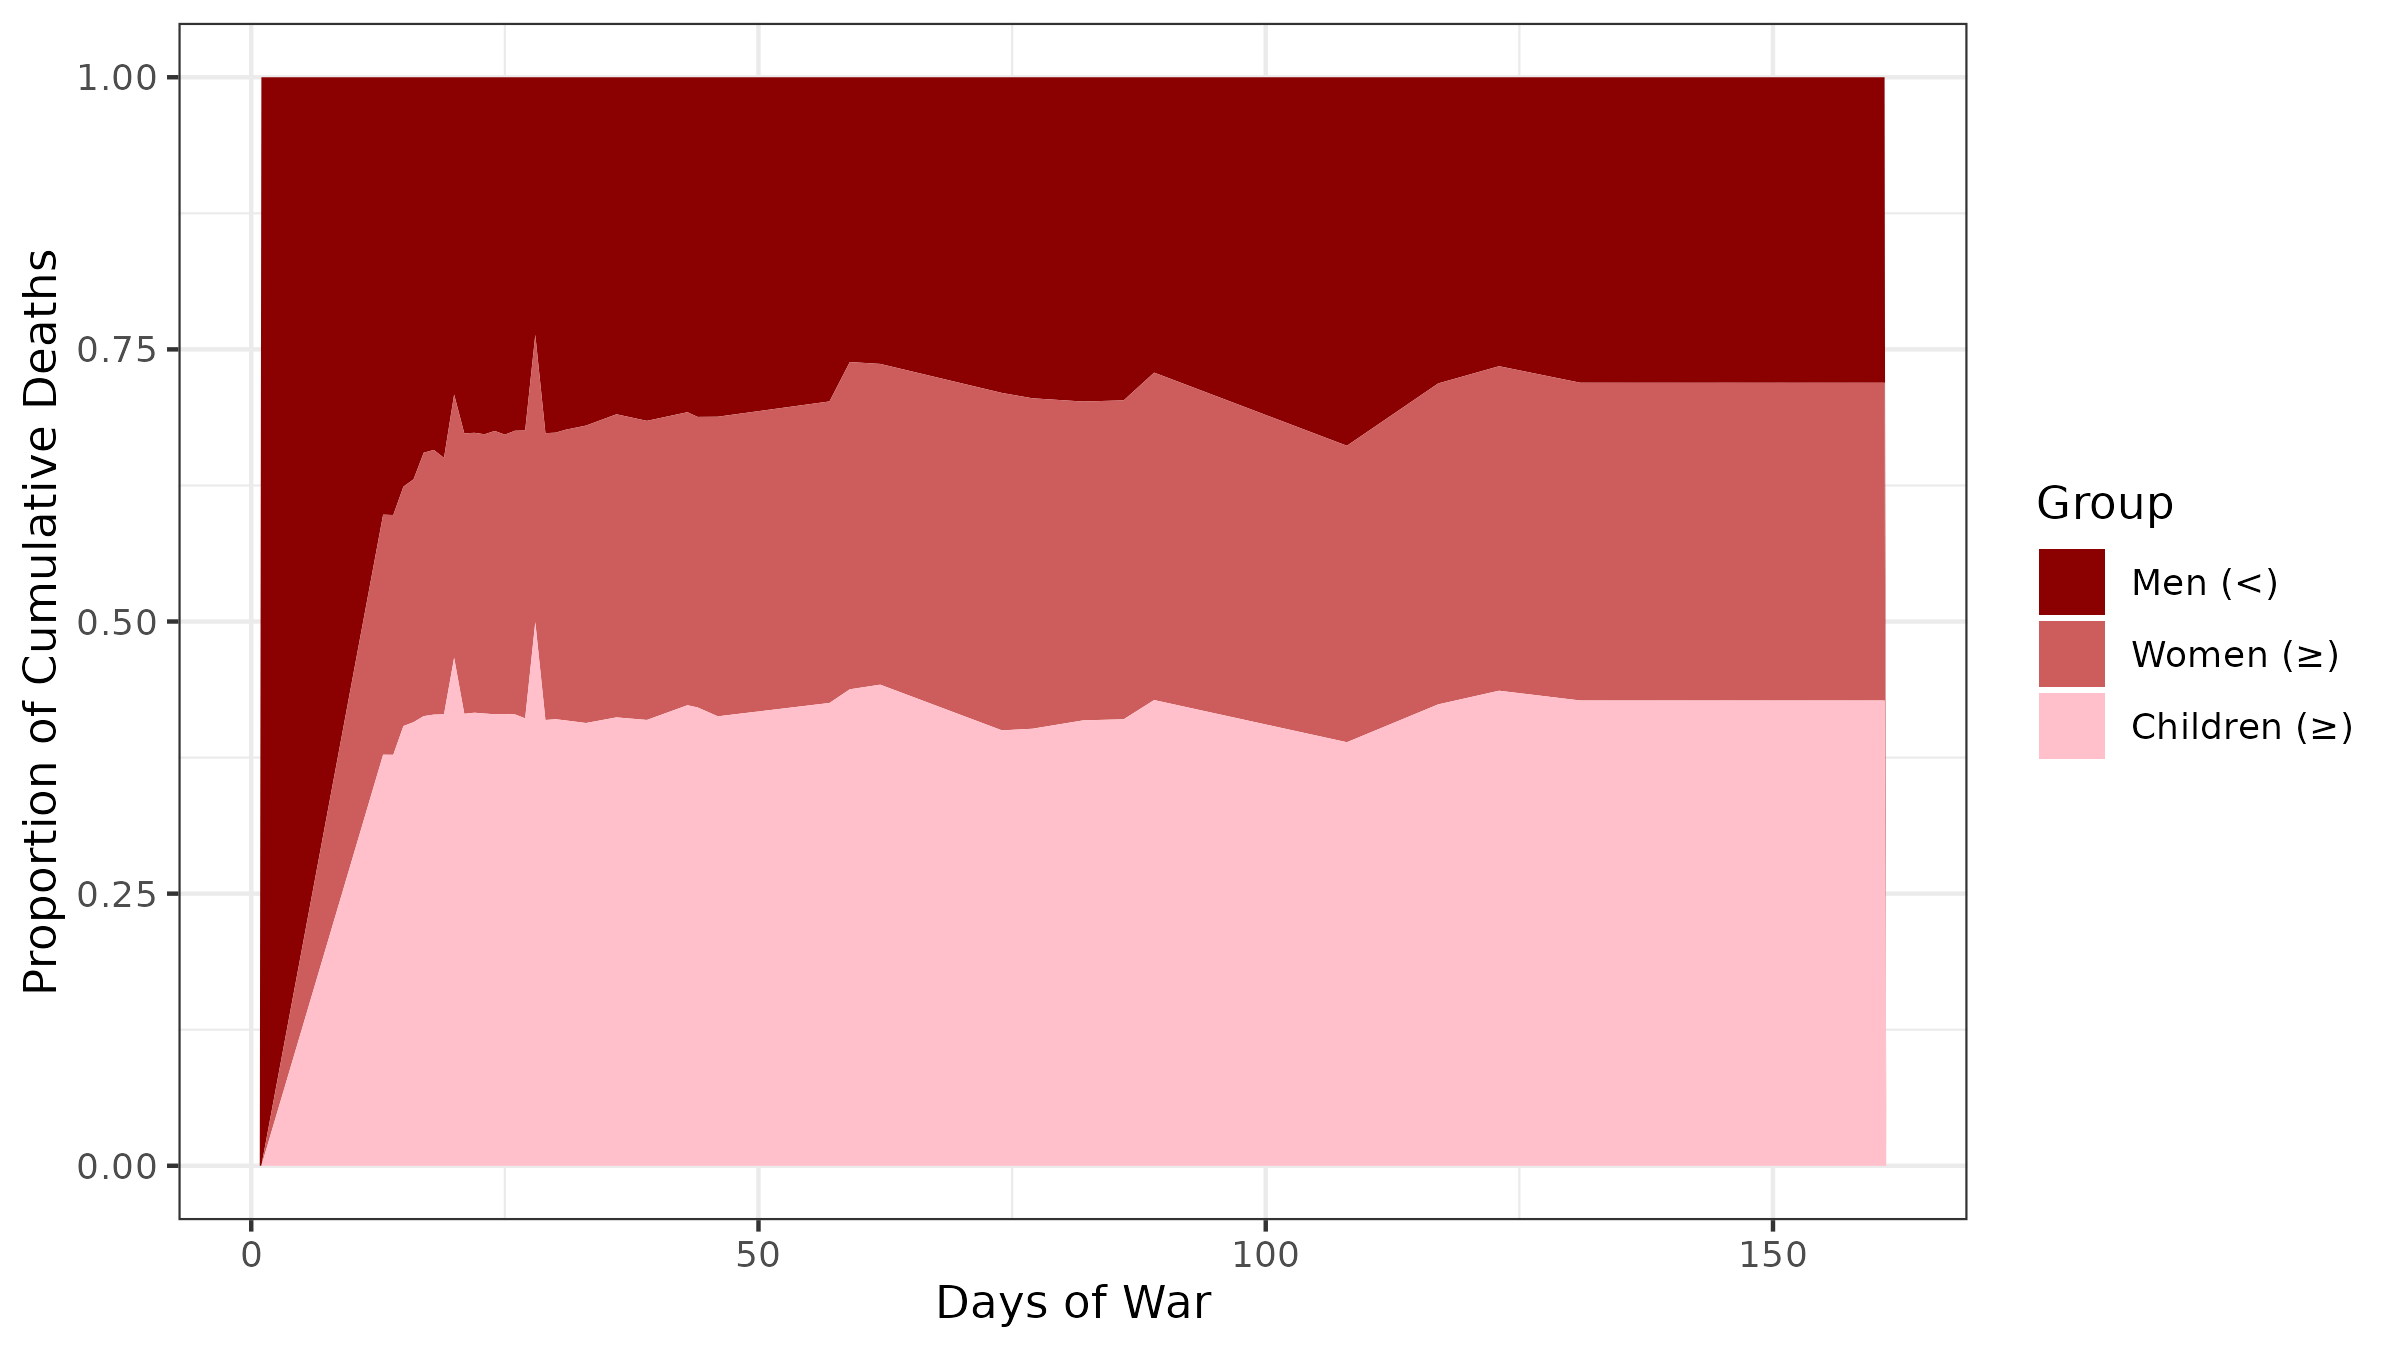 Proportion of Cumulative Deaths
1.00
0.75
0.50
0.25
0.00
0
50
100
150
Days of War
Group
Men (<)
Women (≥)
Children (≥)